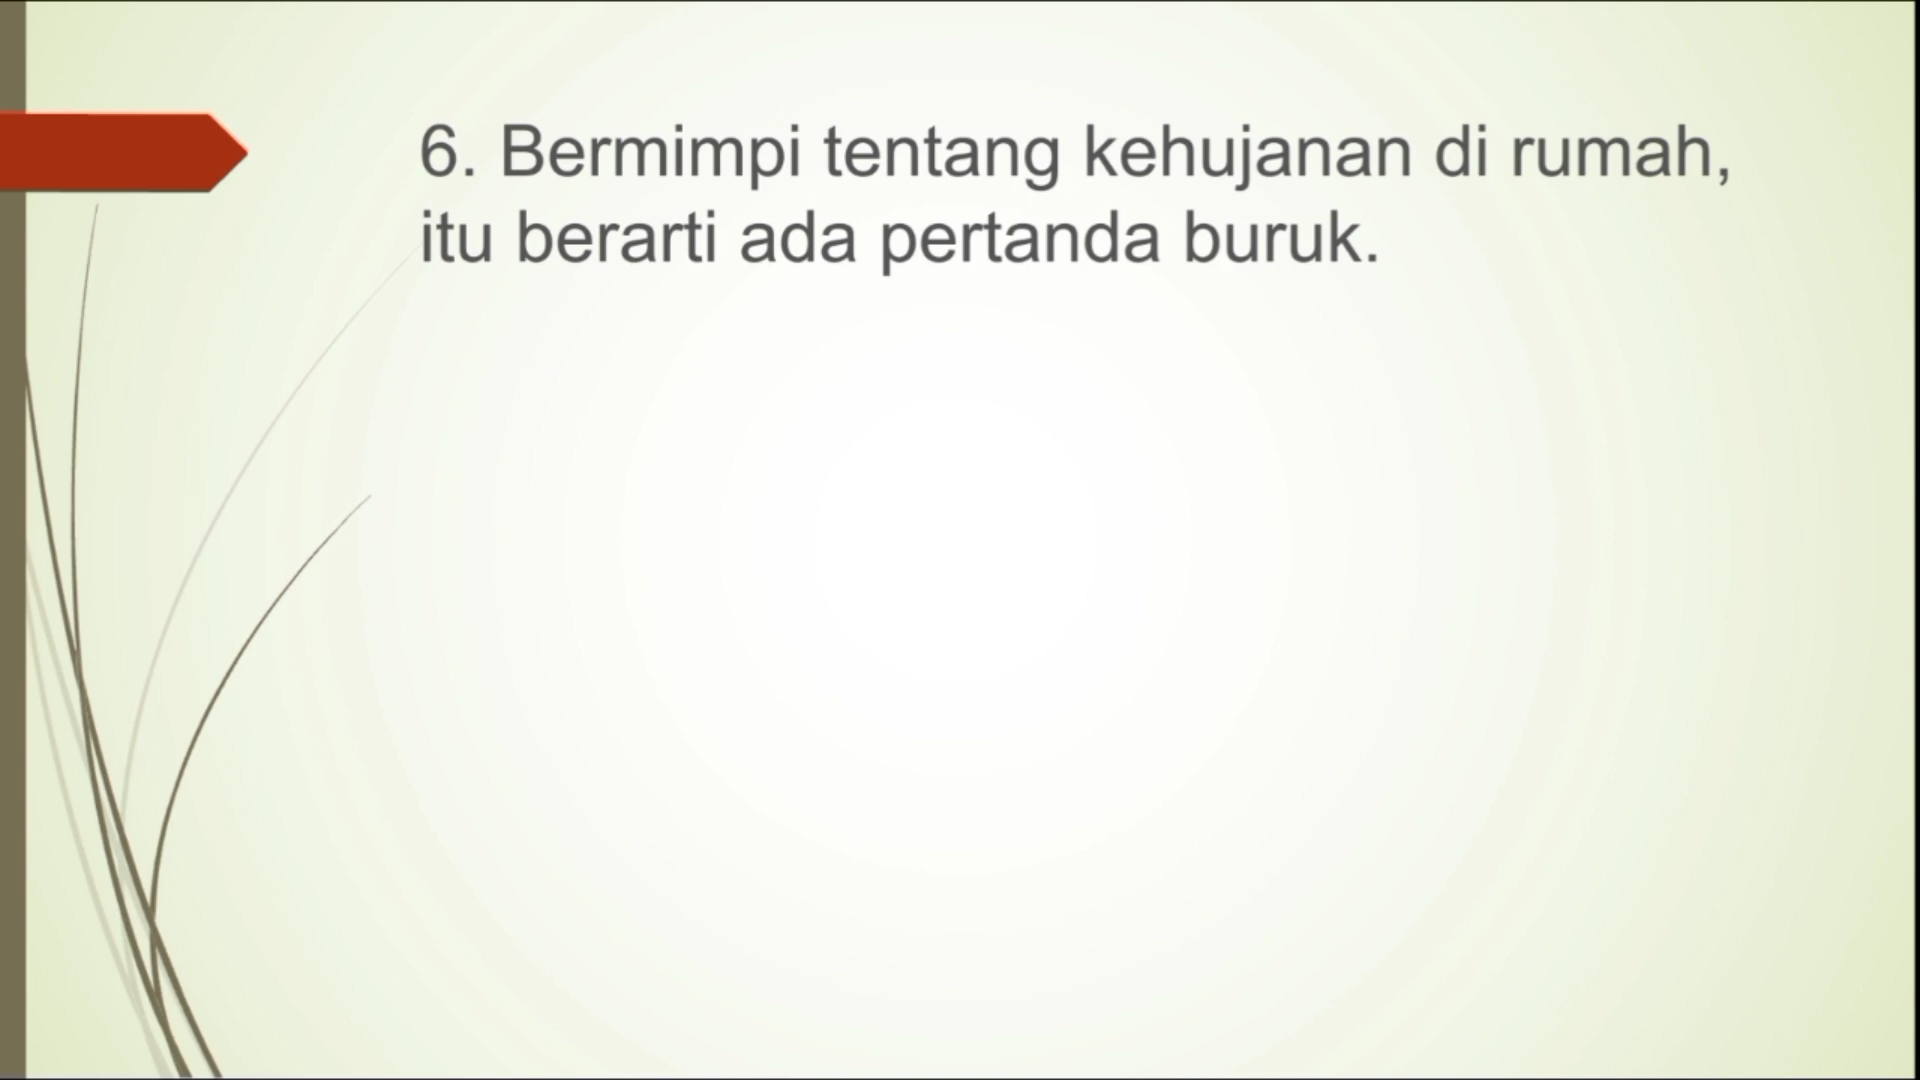 6. Bermimpi tentang kehujanan di rumah,
itu berarti ada pertanda buruk.